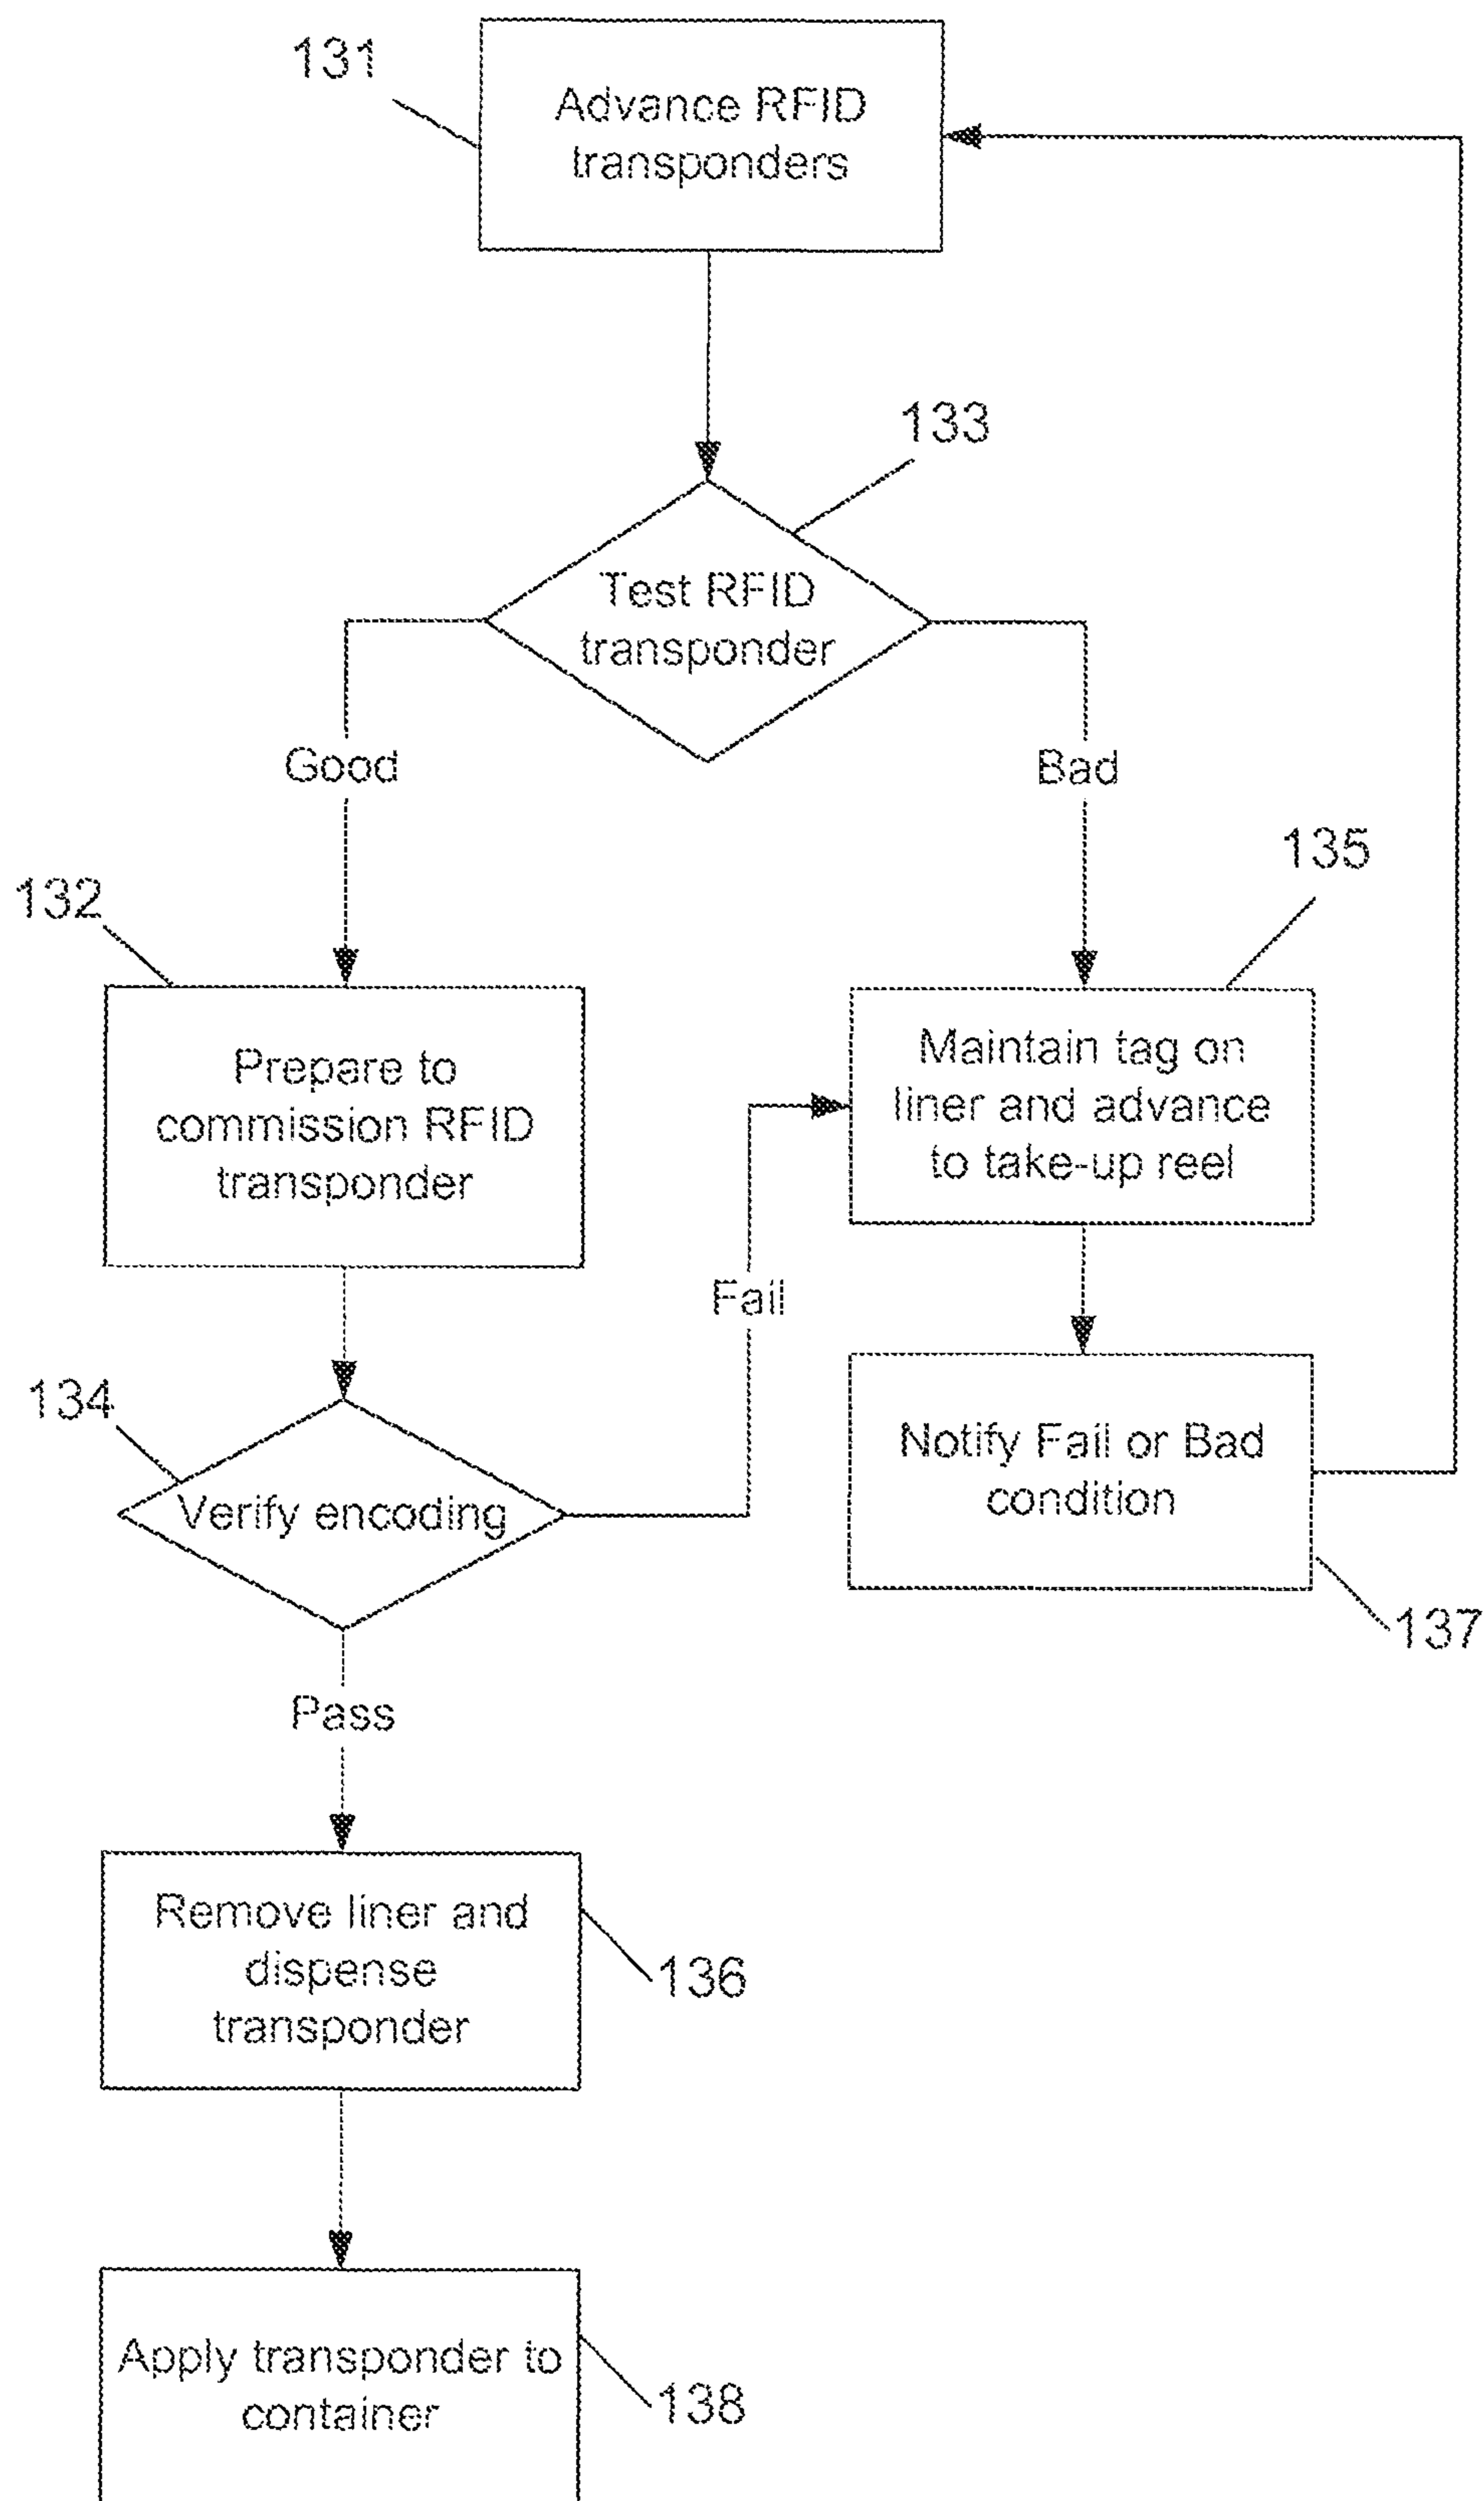 131
Advance RFID
transponders
133
Test RFID
transponder
Good
Bad
135
132
Prepare to
commission RFID
transponder
Maintain tag on
liner and advance
to take-up reel
Fail
134
Verify encoding
Notify Fail or Bad
condition
137
Pass
Remove liner and
dispense
transponder
136
Apply transponder to
container
138